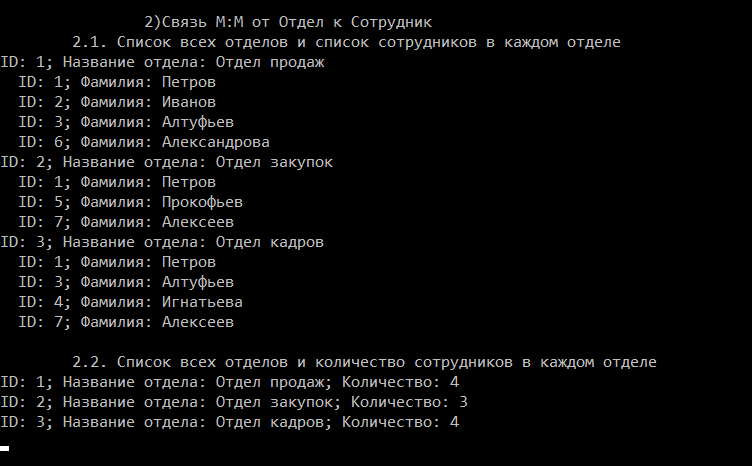 2)Связь М:М от Отдел к Сотрудник
2.1. Список всех отделов и список сотрудников в каждом отделе
ID: 1; Название отдела: Отдел продаж
ID: 1; Фамилия: Петров
ID: 2; Фамилия: Иванов
ID: 3; Фамилия: Алтуфьев
ID: 6; Фамилия: Александрова
ID: 2; Название отдела: Отдел закупок
ID: 1; Фамилия: Петров
ID: 5; Фамилия: Прокофьев
ID: 7; Фамилия: Алексеев
ID: 3; Название отдела: Отдел кадров
ID: 1; Фамилия: Петров
ID: 3; Фамилия: Алтуфьев
ID: 4; Фамилия: Игнатьева
ID: 7; Фамилия: Алексеев
2.2. Список всех отделов и количество сотрудников в каждом отделе
ID: 1; Название отдела: Отдел продаж; Количество: 4
ID: 2; Название отдела: Отдел закупок; Количество: 3
ID: 3; Название отдела: Отдел кадров; Количество: 4